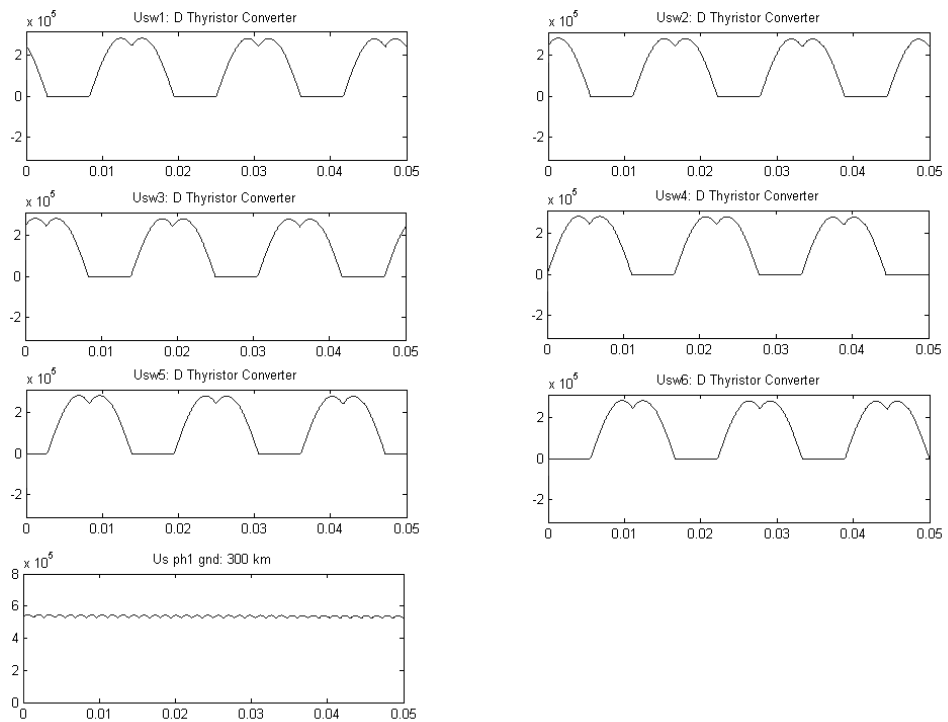 Usw1: D Thyristor Converter
x 10^5
2
0
-2
0 0.01 0.02 0.03 0.04 0.05
Usw2: D Thyristor Converter
x 10^5
2
0
-2
0 0.01 0.02 0.03 0.04 0.05
Usw3: D Thyristor Converter
x 10^5
2
0
-2
0 0.01 0.02 0.03 0.04 0.05
Usw4: D Thyristor Converter
x 10^5
2
0
-2
0 0.01 0.02 0.03 0.04 0.05
Usw5: D Thyristor Converter
x 10^5
2
0
-2
0 0.01 0.02 0.03 0.04 0.05
Usw6: D Thyristor Converter
x 10^5
2
0
-2
0 0.01 0.02 0.03 0.04 0.05
Us ph1 gnd: 300 km
x 10^5
8
6
4
2
0
0 0.01 0.02 0.03 0.04 0.05